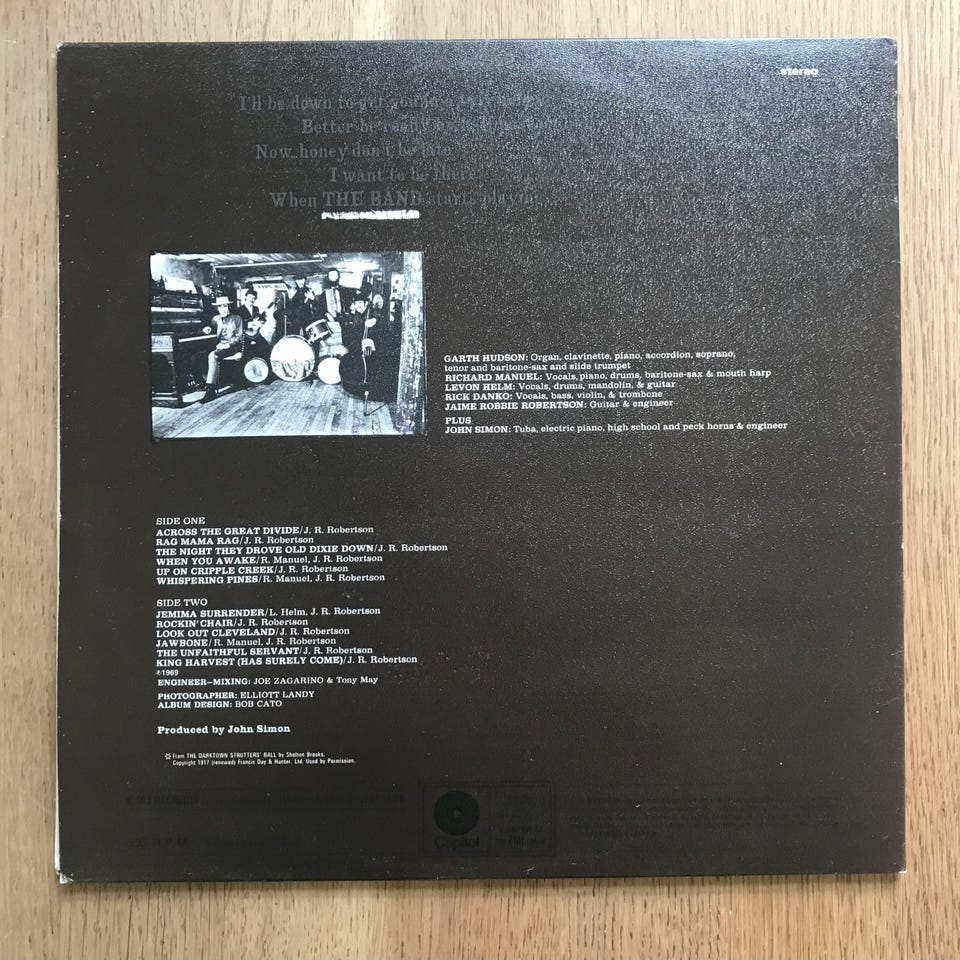 stereo
I'll be down to get you in a
Better be ready
Now honey don't be late
I want to be there
When THE BAND starts playing
GARTH HUDSON: Organ, clavinette, piano, accordion, soprano,
tenor and baritone-sax and slide trumpet
RICHARD MANUEL: Vocals, piano, drums, baritone-sax & mouth harp
LEVON HELM: Vocals, drums, mandolin, & guitar
RICK DANKO: Vocals, bass, violin, & trombone
JAIME ROBBIE ROBERTSON: Guitar & engineer
PLUS
JOHN SIMON: Tuba, electric piano, high school and peck horns & engineer
SIDE ONE
ACROSS THE GREAT DIVIDE/J. R. Robertson
RAG MAMA RAG/J. R. Robertson
THE NIGHT THEY DROVE OLD DIXIE DOWN/J. R. Robertson
WHEN YOU AWAKE/R. Manuel, J. R. Robertson
UP ON CRIPPLE CREEK/J. R. Robertson
WHISPERING PINES/R. Manuel, J. R. Robertson
SIDE TWO
JEMIMA SURRENDER/L. Helm, J. R. Robertson
ROCKIN' CHAIR/J. R. Robertson
LOOK OUT CLEVELAND/J. R. Robertson
JAWBONE/R. Manuel, J. R. Robertson
THE UNFAITHFUL SERVANT/J. R. Robertson
KING HARVEST (HAS SURELY COME)/J. R. Robertson
℗1969
ENGINEER–MIXING: JOE ZAGARINO & Tony May
PHOTOGRAPHER: ELLIOTT LANDY
ALBUM DESIGN: BOB CATO
Produced by John Simon
From THE DARKTOWN STRUTTERS' BALL by Shelton Brooks.
Copyright 1917 (renewed) Francis Day & Hunter. Ltd. Used by Permission.
Capitol